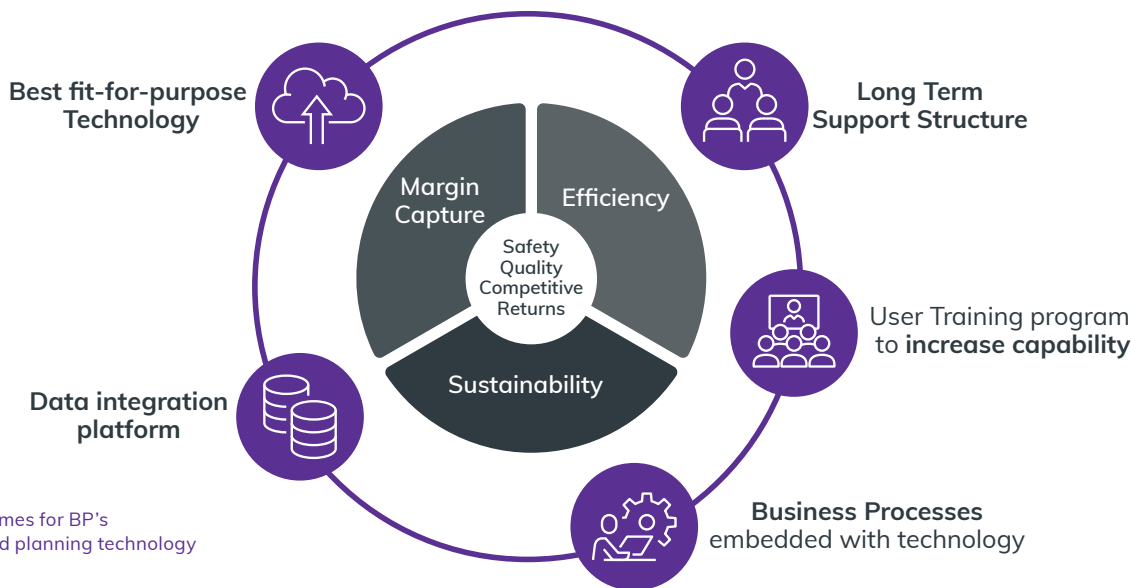 Best fit-for-purpose
Technology
Long Term
Support Structure
Margin
Capture
Efficiency
Safety
Quality
Competitive
Returns
Sustainability
User Training program
to increase capability
Data integration
platform
Business Processes
embedded with technology
for BP's
planning technology